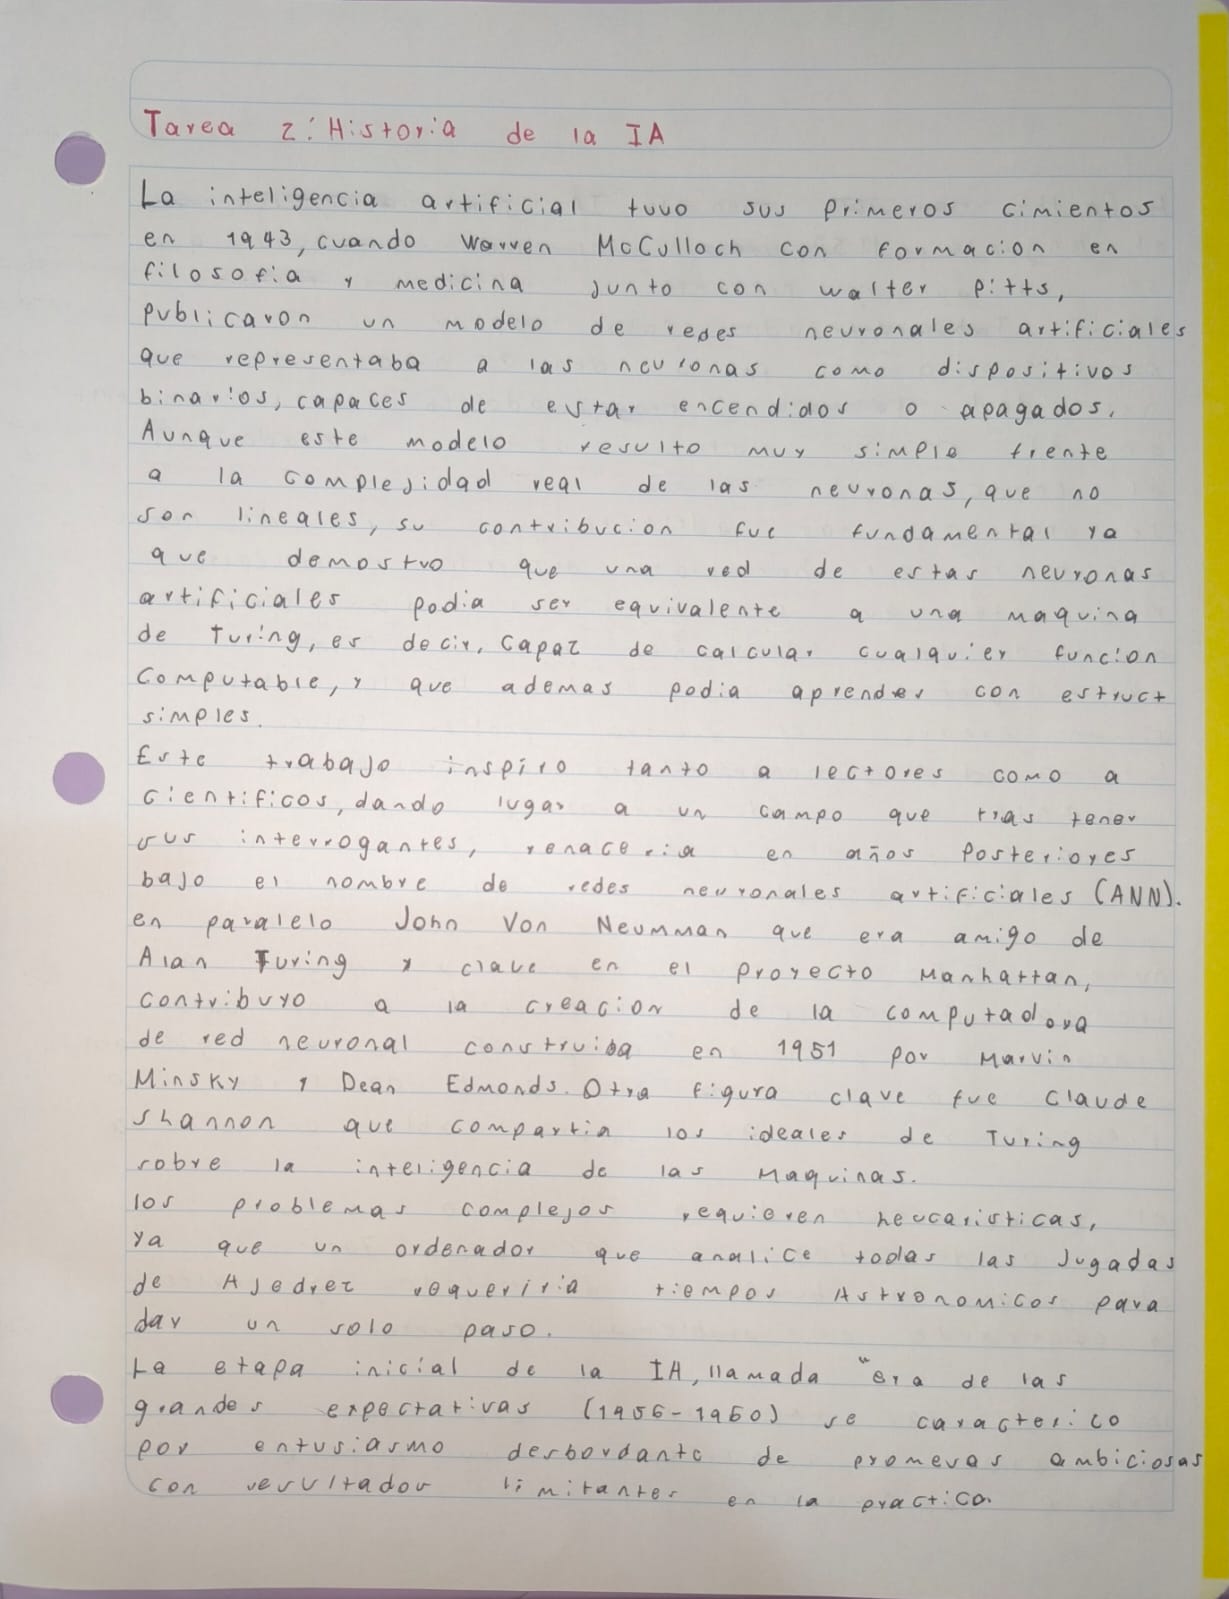 Tarea 2: Historia de la IA
La inteligencia artificial tuvo sus primeros cimientos
en 1943, cuando Warren McCulloch con formacion en
filosofia y medicina junto con walter Pitts,
publicaron un modelo de redes neuronales artificiales
que representaba a las neuronas como dispositivos
binarios, capaces de estar encendidos o apagados.
Aunque este modelo resulto muy simple frente
a la complejidad real de las neuronas, que no
son lineales, su contribucion fue fundamental ya
que demostro que una red de estas neuronas
artificiales podia ser equivalente a una maquina
de Turing, es decir, capaz de calcular cualquier funcion
Computable, y que ademas podia aprender con estruct
simples.
Este trabajo inspiro tanto a lectores como a
cientificos, dando lugar a un campo que tras tener
sus interrogantes, renaceria en años posteriores
bajo el nombre de redes neuronales artificiales (ANN).
en paralelo John Von Neumman que era amigo de
Alan Turing y clave en el proyecto Manhattan,
contribuyo a la creacion de la computadora
de red neuronal construida en 1951 por Marvin
Minsky y Dean Edmonds. Otra figura clave fue Claude
Shannon que compartia los ideales de Turing
sobre la inteligencia de las Maquinas.
los problemas complejos requieren heucaristicas,
ya que un ordenador que analice todas las Jugadas
de Ajedrez requeriria tiempos Astronomicos para
dar un solo paso.
La etapa inicial de la IA, llamada "era de las
grandes expectativas (1956-1960) se caracterico
por entusiasmo desbordante de promevas ambiciosas
con resultados limitantes en la practica.